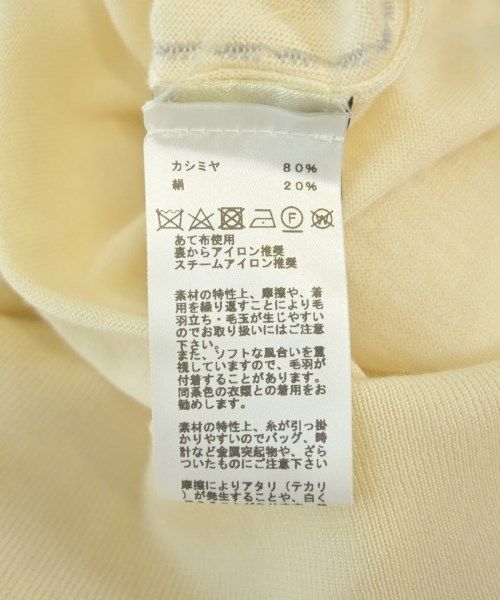 カシミヤ 80%
絹 20%
F W
あて布使用
裏からアイロン推奨
スチームアイロン推奨
素材の特性上、摩擦や、着
用を繰り返すことにより毛
羽立ち・毛玉が生じやすい
のでお取り扱いにはご注意
下さい。
また、ソフトな風合いを重
視していますので、毛羽が
付着することがあります。
同系色の衣類との着用をお
勧めします。
素材の特性上、糸が引っ掛
かりやすいのでバッグ、時
計など金属突起物や、ざら
ついたものにご注意下さい
摩擦によりアタリ（テカリ
）が発生することや、白く